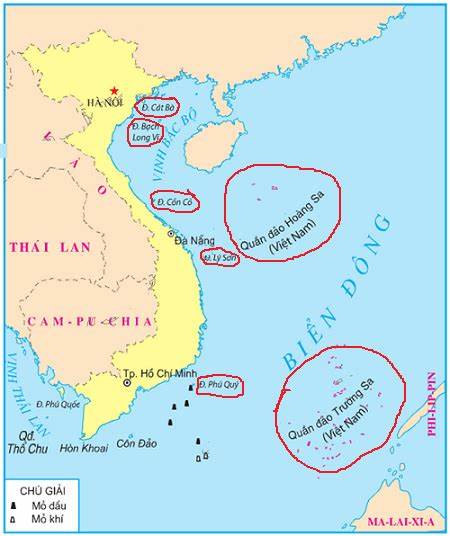 HÀ NỘI
Đ. Cát Bà
Đ. Bạch
Long Vĩ
VỊNH BẮC BỘ
L À O
Đ. Cồn Cỏ
Quần đảo Hoàng Sa
(Việt Nam)
Đà Nẵng
Đ. Lý Sơn
THÁI LAN
BIỂN ĐÔNG
CAM-PU CHIA
Tp. Hồ Chí Minh
Đ. Phú Quý
Quần đảo Trường Sa
(Việt Nam)
VỊNH
THÁI LAN
Đ. Phú Quốc
PHI-LIP-PIN
Qđ.
Thổ Chu
Hòn Khoai
Côn Đảo
CHÚ GIẢI
Mỏ dầu
Mỏ khí
MA-LAI-XI-A